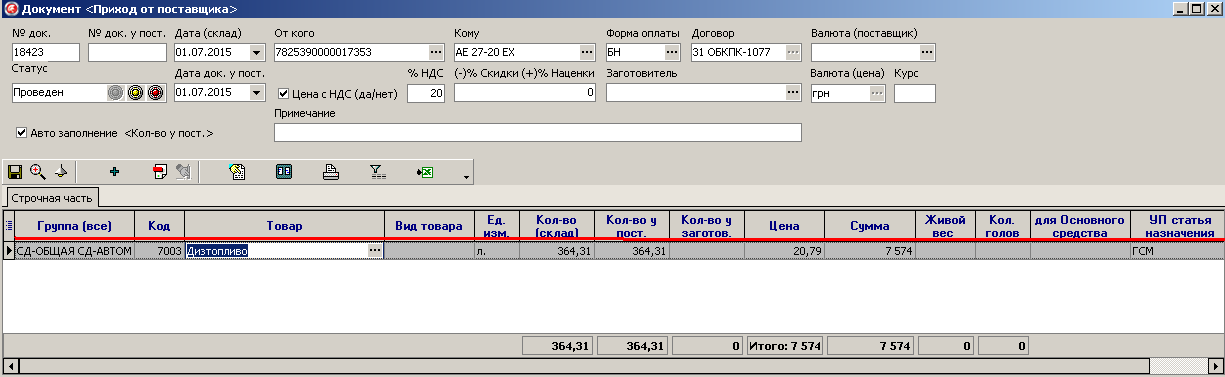 Документ <Приход от поставщика>
№ док. № док. у пост. Дата (склад) От кого Кому Форма оплаты Договор Валюта (поставщик)
18423 01.07.2015 7825390000017353 ... АЕ 27-20 ЕХ ... БН ... 31 ОБКПК-1077 ... ...
Статус Дата док. у пост. % НДС (-)% Скидки (+)% Наценки Заготовитель Валюта (цена) Курс
Проведен 01.07.2015 Цена с НДС (да/нет) 20 0 ... грн ...
Примечание
Авто заполнение <Кол-во у пост.>
Строчная часть
Группа (все) Код Товар Вид товара Ед. изм. Кол-во (склад) Кол-во у пост. Кол-во у заготов. Цена Сумма Живой вес Кол. голов для Основного средства УП статья назначения
СД-ОБЩАЯ СД-АВТОМ 7003 Дизтопливо ... л. 364,31 364,31 20,79 7 574 ГСМ
364,31 364,31 0 Итого: 7 574 7 574 0 0